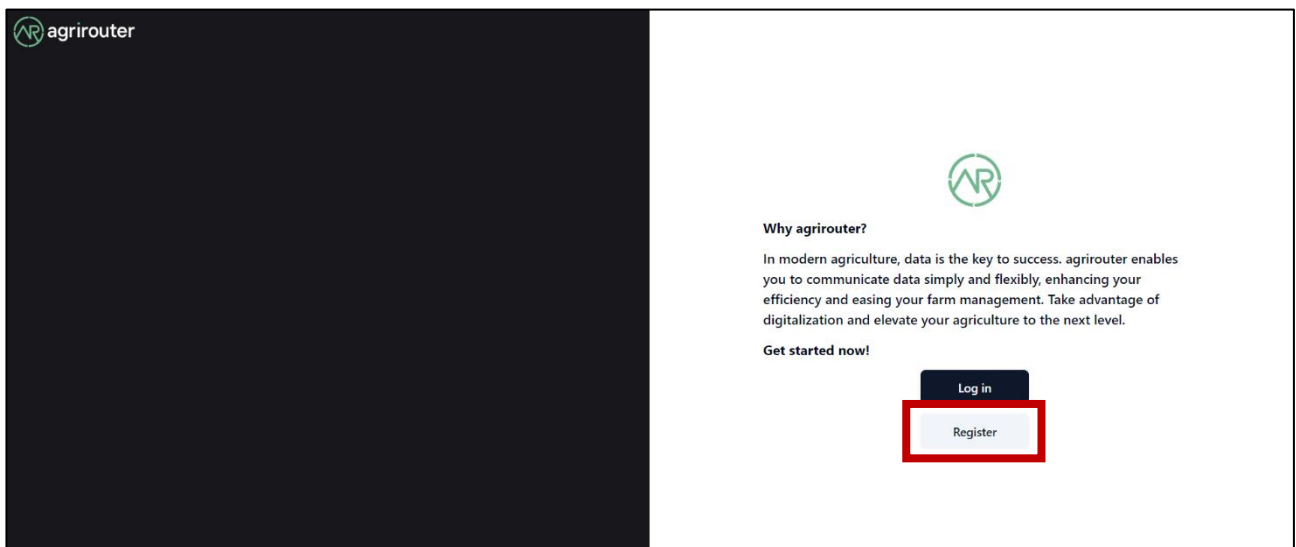 agrirouter
Why agrirouter?
In modern agriculture, data is the key to success. agrirouter enables
you to communicate data simply and flexibly, enhancing your
efficiency and easing your farm management. Take advantage of
digitalization and elevate your agriculture to the next level.
Get started now!
Log in
Register